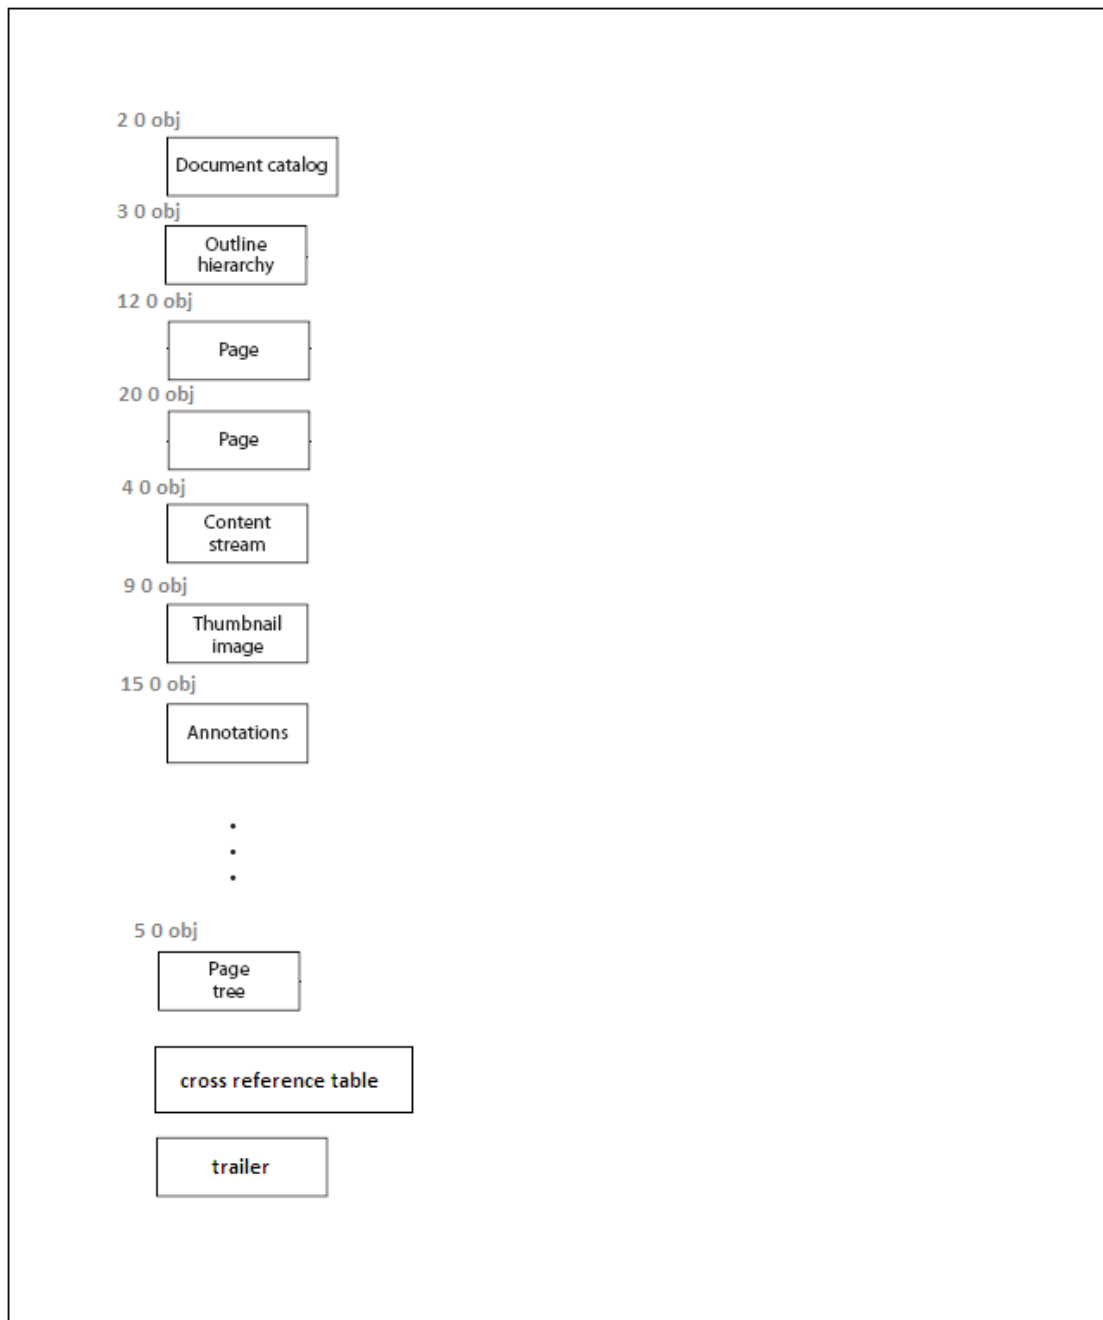 2 0 obj
Document catalog
3 0 obj
Outline
hierarchy
12 0 obj
Page
20 0 obj
Page
4 0 obj
Content
stream
9 0 obj
Thumbnail
image
15 0 obj
Annotations
5 0 obj
Page
tree
cross reference table
trailer